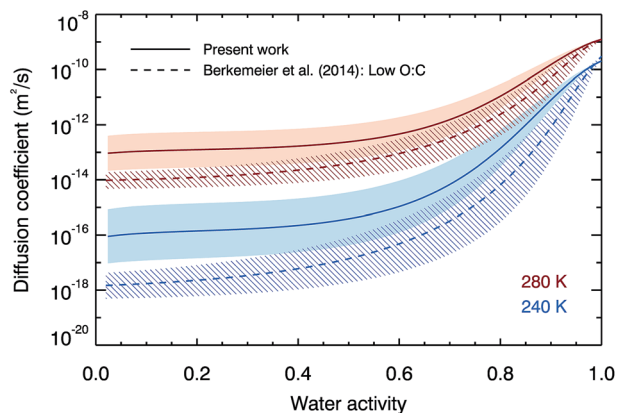 10⁻⁸
10⁻¹⁰
10⁻¹²
10⁻¹⁴
10⁻¹⁶
10⁻¹⁸
10⁻²⁰
Diffusion coefficient (m²/s)
Present work
Berkemeier et al. (2014): Low O:C
280 K
240 K
0.0 0.2 0.4 0.6 0.8 1.0
Water activity